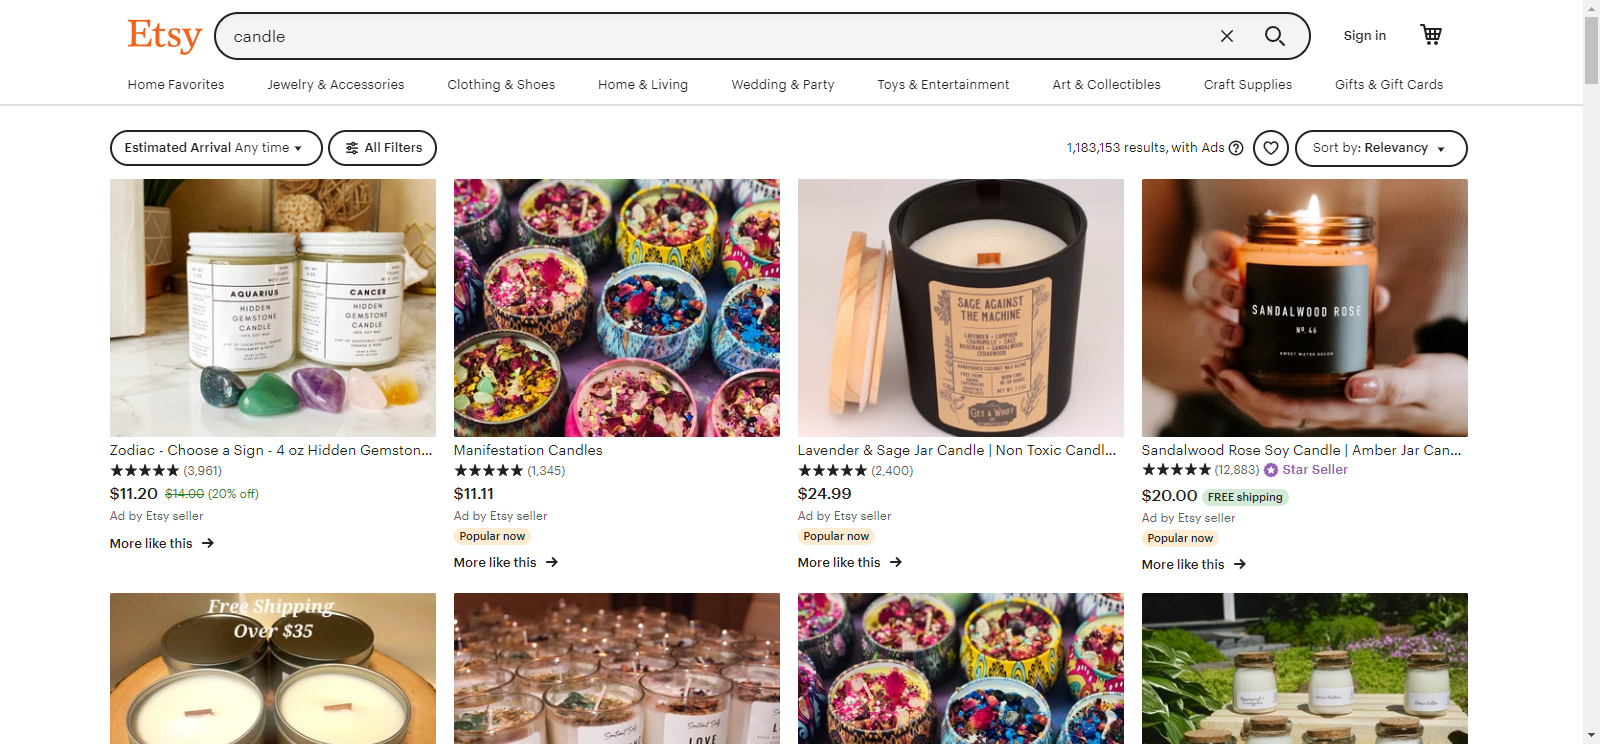 Etsy
candle
Sign in
Home Favorites
Jewelry & Accessories
Clothing & Shoes
Home & Living
Wedding & Party
Toys & Entertainment
Art & Collectibles
Craft Supplies
Gifts & Gift Cards
Estimated Arrival Any time
All Filters
1,183,153 results, with Ads
Sort by: Relevancy
AQUARIUS
HIDDEN
GEMSTONE
CANDLE
CANCER
HIDDEN
GEMSTONE
CANDLE
SAGE AGAINST
THE MACHINE
LAVENDER + CAMPHOR
CHAMOMILE + SAGE
ROSEMARY + SANDALWOOD
CEDARWOOD
GET A WHIFF
SANDALWOOD ROSE
No. 46
SWEET WATER DECOR
Zodiac - Choose a Sign - 4 oz Hidden Gemston...
(3,961)
$11.20 $14.00 (20% off)
Ad by Etsy seller
More like this
Manifestation Candles
(1,345)
$11.11
Ad by Etsy seller
Popular now
More like this
Lavender & Sage Jar Candle | Non Toxic Candl...
(2,400)
$24.99
Ad by Etsy seller
Popular now
More like this
Sandalwood Rose Soy Candle | Amber Jar Can...
(12,883) Star Seller
$20.00 FREE shipping
Ad by Etsy seller
Popular now
More like this
Free Shipping
Over $35
LOVE